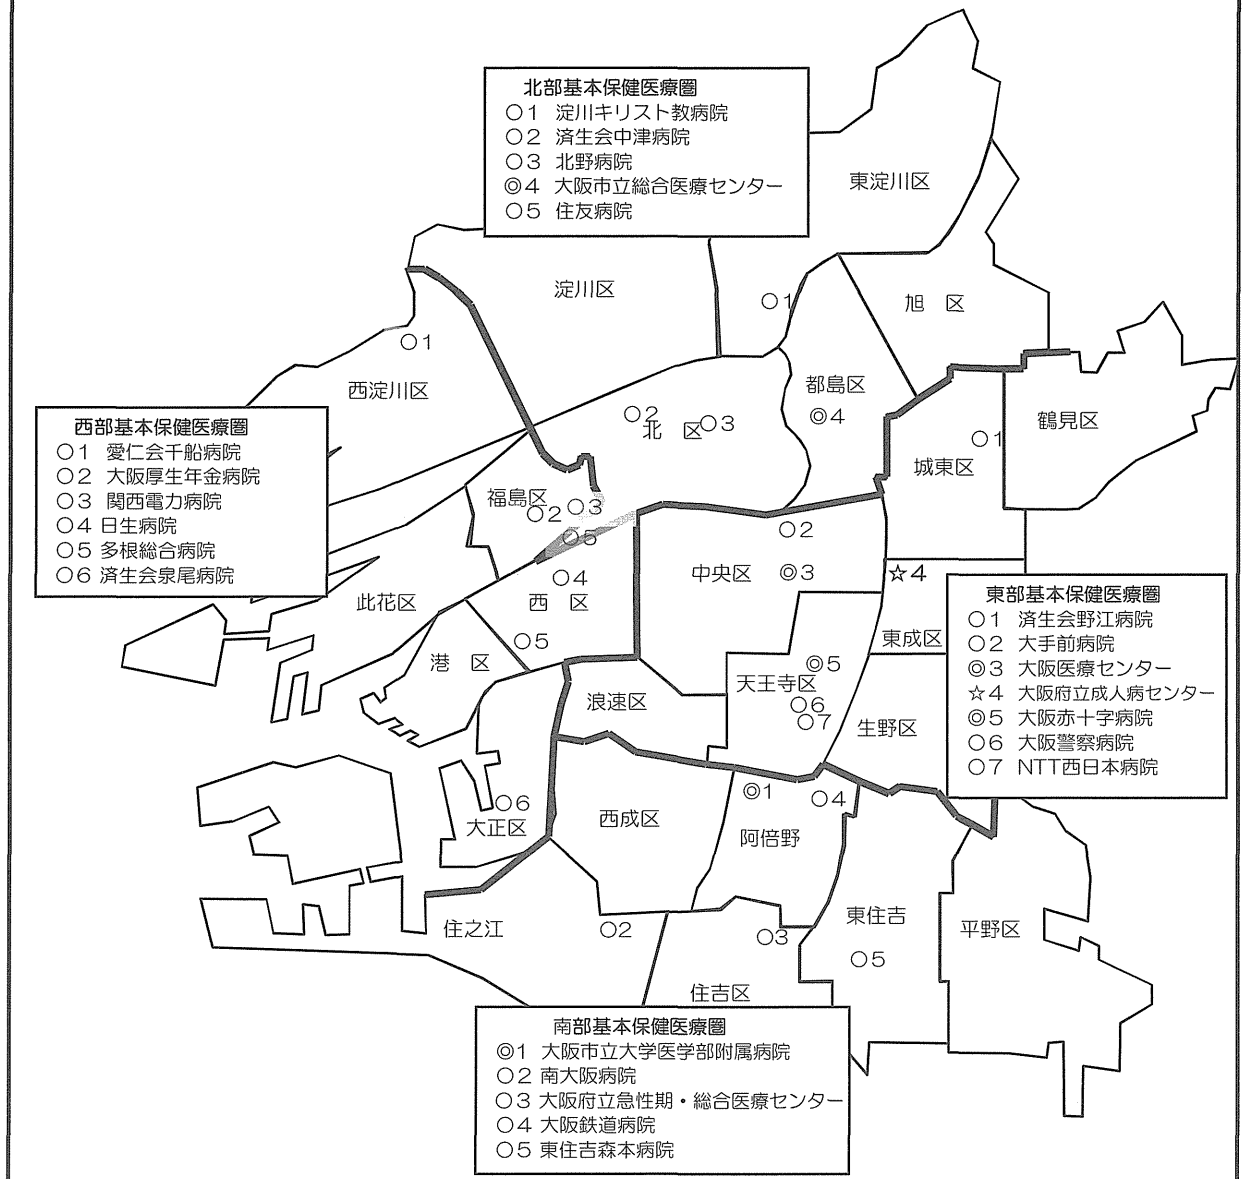 北部基本保健医療圏
○1 淀川キリスト教病院
○2 済生会中津病院
○3 北野病院
◎4 大阪市立総合医療センター
○5 住友病院
東淀川区
淀川区
○1
旭 区
○1
西淀川区
都島区
◎4
○2
○3
北 区
鶴見区
○1
城東区
西部基本保健医療圏
○1 愛仁会千船病院
○2 大阪厚生年金病院
○3 関西電力病院
○4 日生病院
○5 多根総合病院
○6 済生会泉尾病院
福島区
○2
○3
○5
○2
中央区
◎3
☆4
○4
西 区
此花区
○5
港 区
東成区
東部基本保健医療圏
○1 済生会野江病院
○2 大手前病院
◎3 大阪医療センター
☆4 大阪府立成人病センター
◎5 大阪赤十字病院
○6 大阪警察病院
○7 NTT西日本病院
◎5
天王寺区
○6
○7
浪速区
生野区
◎1
○4
○6
大正区
西成区
阿倍野
住之江
○2
○3
東住吉
○5
平野区
住吉区
南部基本保健医療圏
◎1 大阪市立大学医学部附属病院
○2 南大阪病院
○3 大阪府立急性期・総合医療センター
○4 大阪鉄道病院
○5 東住吉森本病院